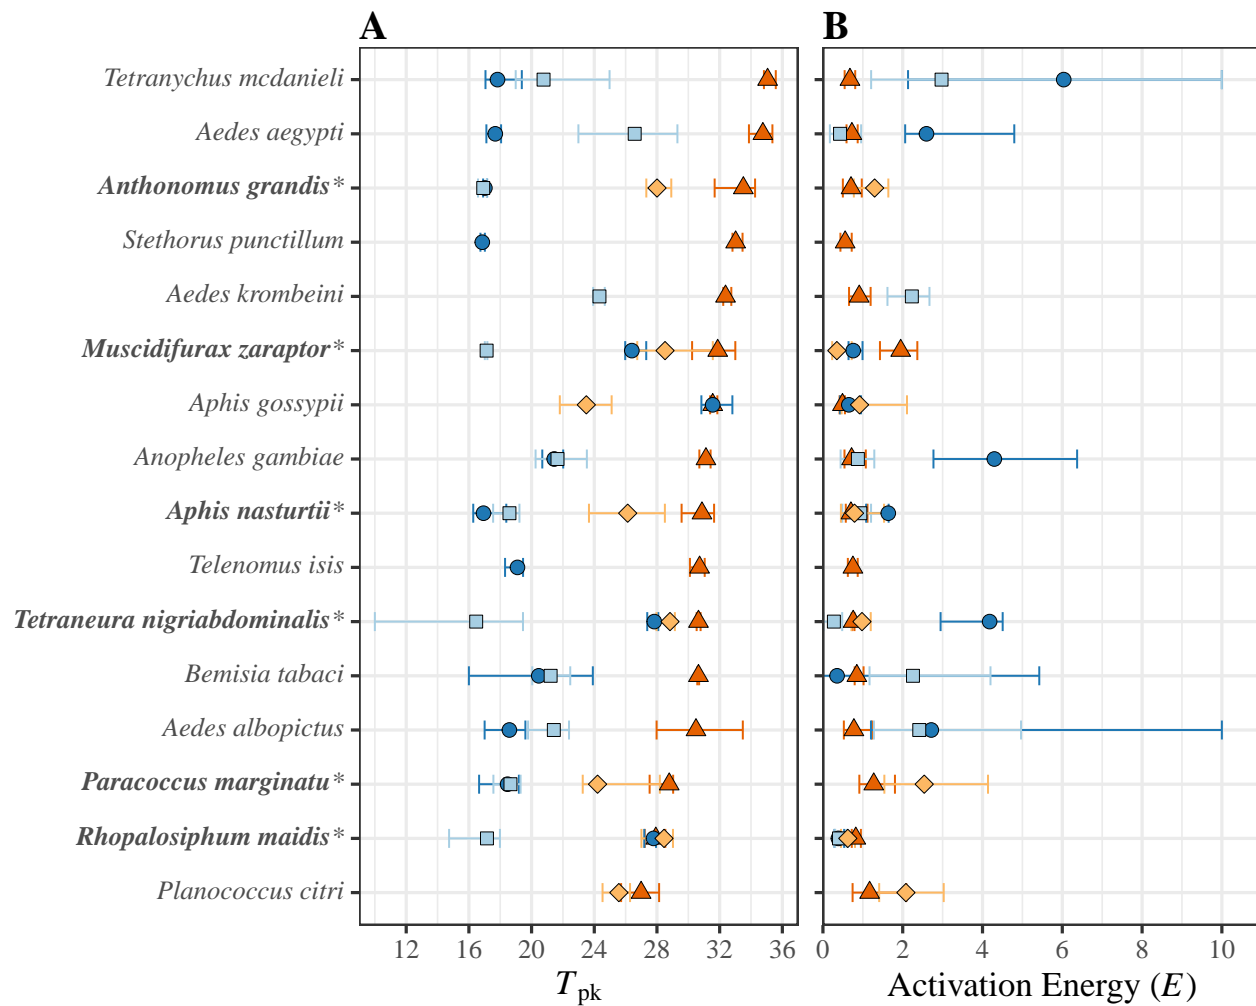 A B
Tetranychus mcdanieli
Aedes aegypti
Anthonomus grandis*
Stethorus punctillum
Aedes krombeini
Muscidifurax zaraptor*
Aphis gossypii
Anopheles gambiae
Aphis nasturtii*
Telenomus isis
Tetraneura nigriabdominalis*
Bemisia tabaci
Aedes albopictus
Paracoccus marginatu*
Rhopalosiphum maidis*
Planococcus citri
12 16 20 24 28 32 36 0 2 4 6 8 10
Tpk Activation Energy (E)